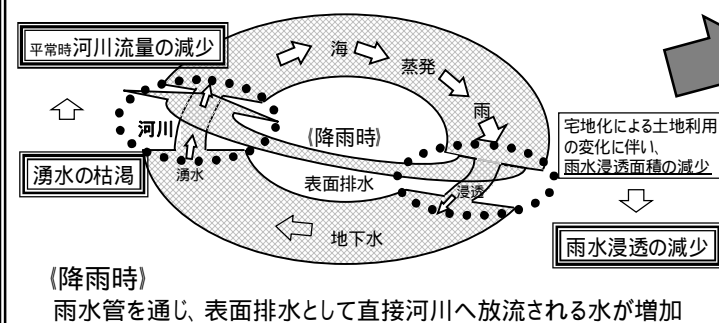 平常時河川流量の減少
海
蒸発
雨
河川
《降雨時》
宅地化による土地利用
の変化に伴い、
雨水浸透面積の減少
湧水の枯渇
湧水
表面排水
浸透
地下水
雨水浸透の減少
《降雨時》
雨水管を通じ、表面排水として直接河川へ放流される水が増加